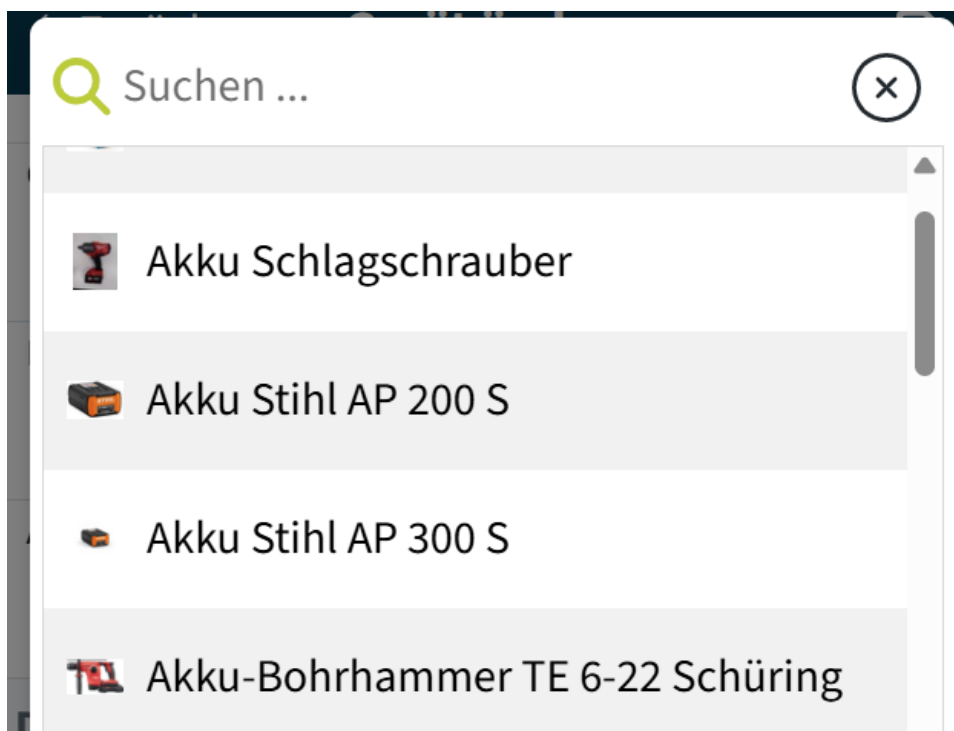 Suchen ...
Akku Schlagschrauber
Akku Stihl AP 200 S
Akku Stihl AP 300 S
Akku-Bohrhammer TE 6-22 Schüring